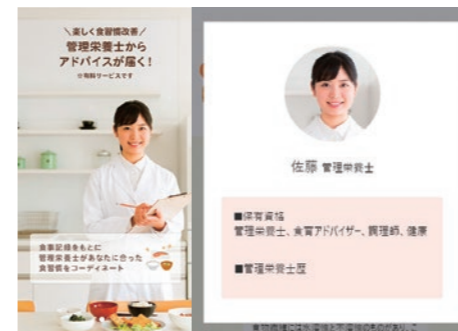 ＼楽しく食習慣改善／
管理栄養士から
アドバイスが届く！
※有料サービスです
食事記録をもとに
管理栄養士があなたに合った
食習慣をコーディネート
佐藤 管理栄養士
■保有資格
管理栄養士、食育アドバイザー、調理師、健康
■管理栄養士歴